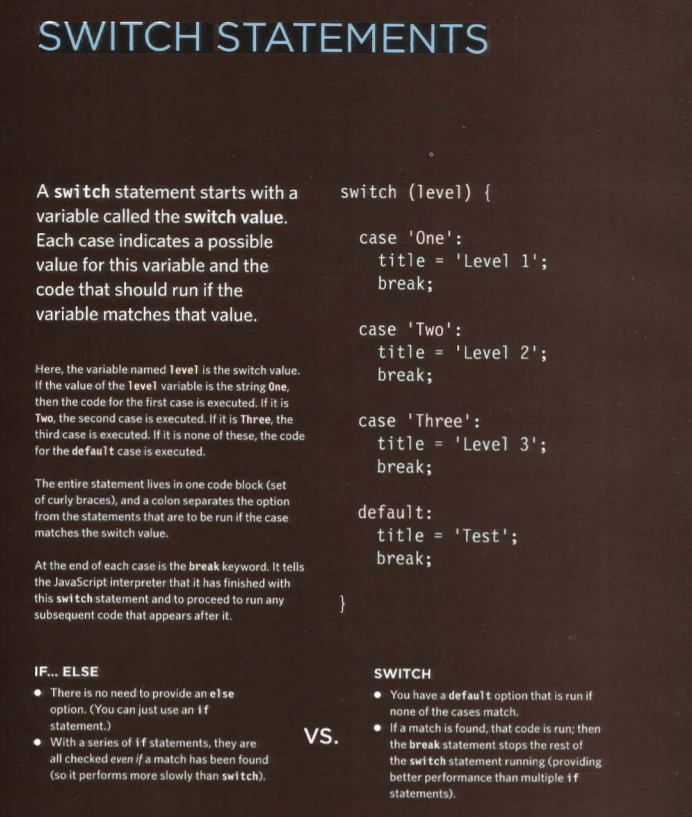 SWITCH STATEMENTS
A switch statement starts with a
variable called the switch value.
Each case indicates a possible
value for this variable and the
code that should run if the
variable matches that value.
Here, the variable named level is the switch value.
If the value of the level variable is the string One,
then the code for the first case is executed. If it is
Two, the second case is executed. If it is Three, the
third case is executed. If it is none of these, the code
for the default case is executed.
The entire statement lives in one code block (set
of curly braces), and a colon separates the option
from the statements that are to be run if the case
matches the switch value.
At the end of each case is the break keyword. It tells
the JavaScript interpreter that it has finished with
this switch statement and to proceed to run any
subsequent code that appears after it.
switch (level) {
case 'One':
title = 'Level 1';
break;
case 'Two':
title = 'Level 2';
break;
case 'Three':
title = 'Level 3';
break;
default:
title = 'Test';
break;
}
IF... ELSE
● There is no need to provide an else
option. (You can just use an if
statement.)
● With a series of if statements, they are
all checked even if a match has been found
(so it performs more slowly than switch).
VS.
SWITCH
● You have a default option that is run if
none of the cases match.
● If a match is found, that code is run; then
the break statement stops the rest of
the switch statement running (providing
better performance than multiple if
statements).